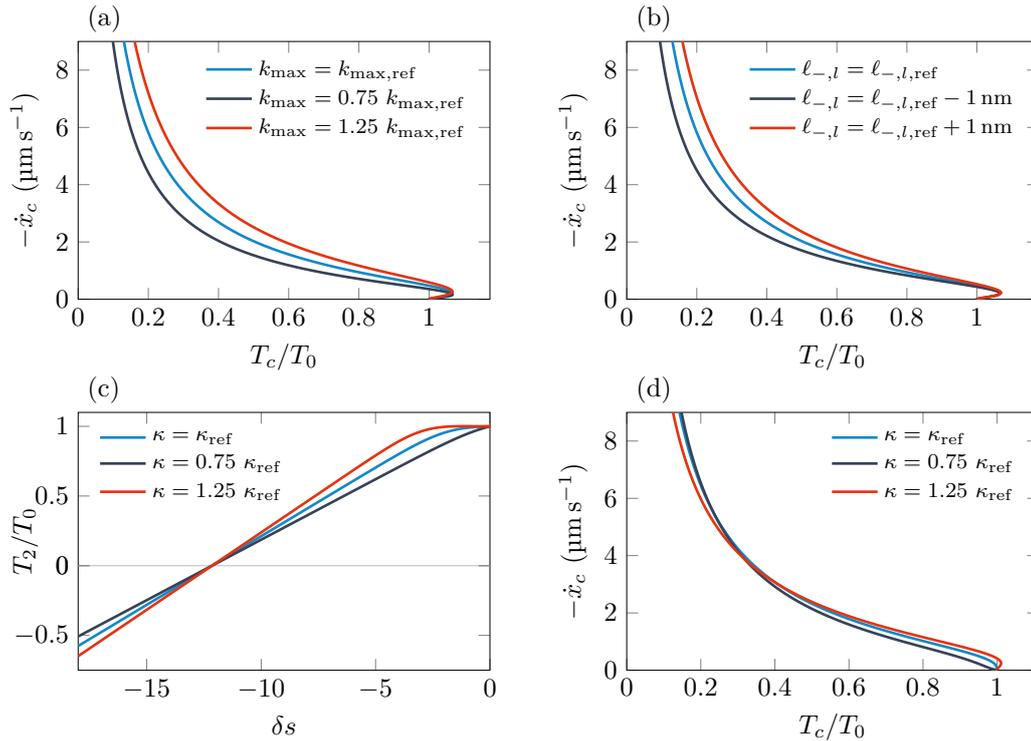 (a)
8
6
4
2
0
−ẋ_c (µm s⁻¹)
k_max = k_max,ref
k_max = 0.75 k_max,ref
k_max = 1.25 k_max,ref
0 0.2 0.4 0.6 0.8 1
T_c/T_0
(b)
8
6
4
2
0
−ẋ_c (µm s⁻¹)
ℓ_−,l = ℓ_−,l,ref
ℓ_−,l = ℓ_−,l,ref − 1 nm
ℓ_−,l = ℓ_−,l,ref + 1 nm
0 0.2 0.4 0.6 0.8 1
T_c/T_0
(c)
1
0.5
0
−0.5
T_2/T_0
κ = κ_ref
κ = 0.75 κ_ref
κ = 1.25 κ_ref
−15 −10 −5 0
δs
(d)
8
6
4
2
0
−ẋ_c (µm s⁻¹)
κ = κ_ref
κ = 0.75 κ_ref
κ = 1.25 κ_ref
0 0.2 0.4 0.6 0.8 1
T_c/T_0